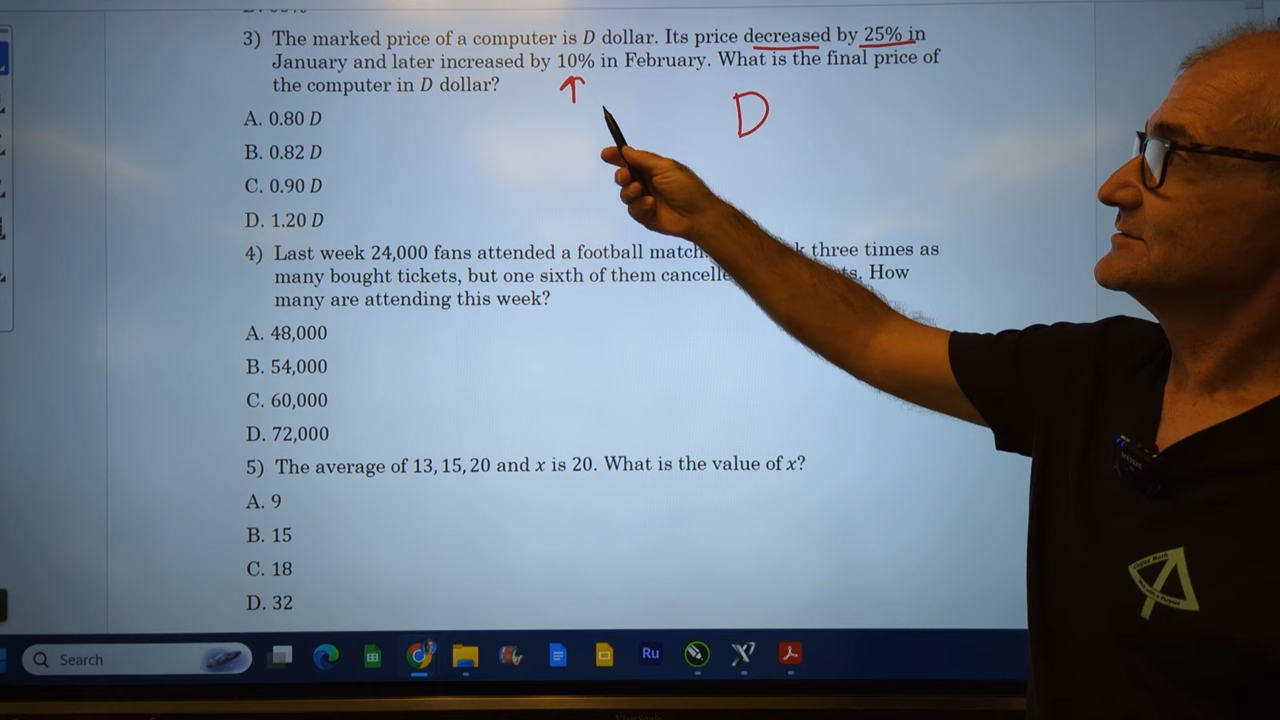 3) The marked price of a computer is D dollar. Its price decreased by 25% in
January and later increased by 10% in February. What is the final price of
the computer in D dollar?
D
A. 0.80 D
B. 0.82 D
C. 0.90 D
D. 1.20 D
4) Last week 24,000 fans attended a football match three times as
many bought tickets, but one sixth of them How
many are attending this week?
A. 48,000
B. 54,000
C. 60,000
D. 72,000
5) The average of 13, 15, 20 and x is 20. What is the value of x?
A. 9
B. 15
C. 18
D. 32
Search
Ru